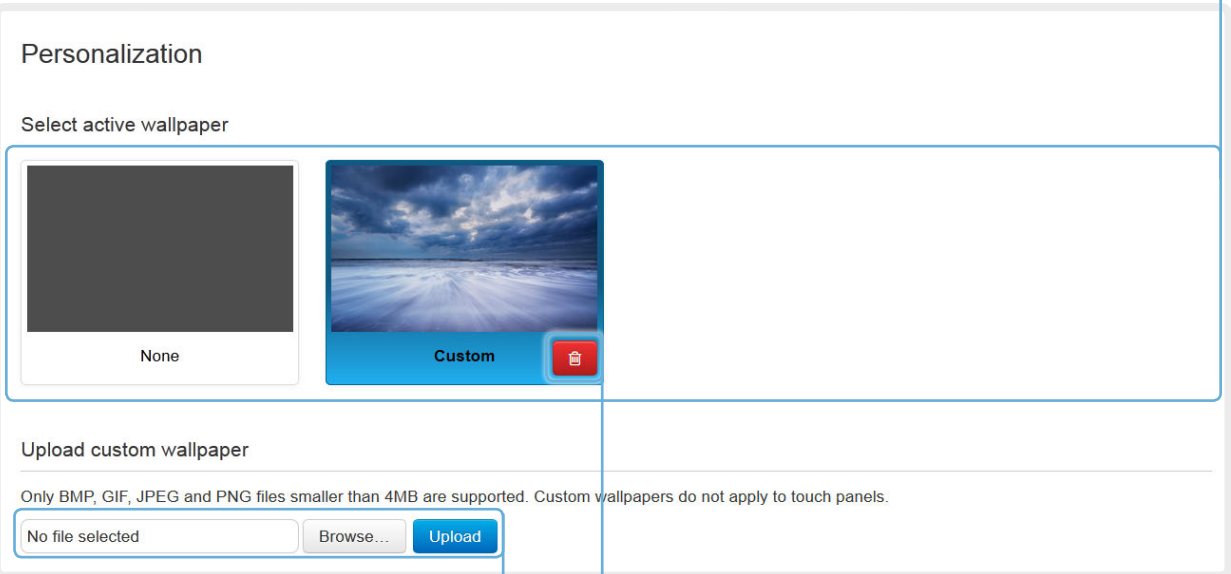 Personalization
Select active wallpaper
None
Custom
Upload custom wallpaper
Only BMP, GIF, JPEG and PNG files smaller than 4MB are supported. Custom wallpapers do not apply to touch panels.
No file selected
Browse...
Upload